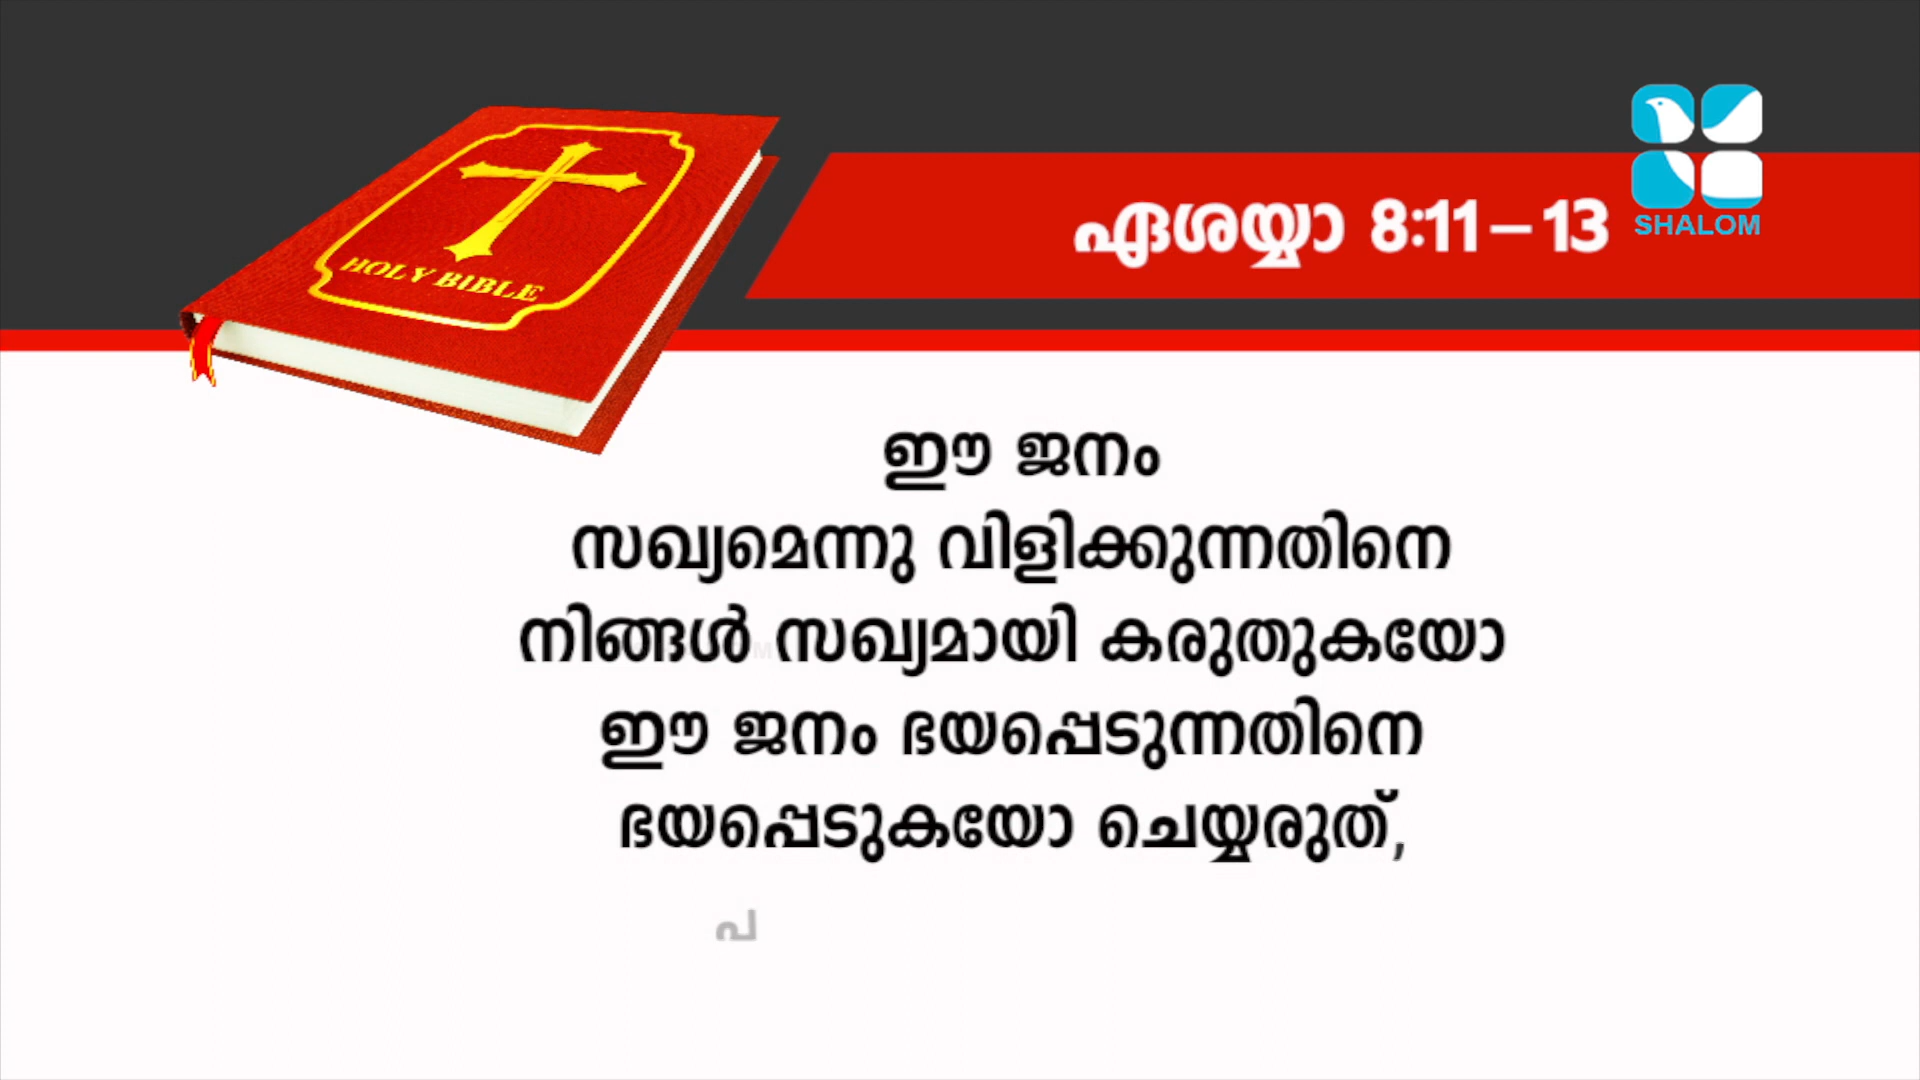 HOLY BIBLE
ഏശയ്യാ 8:11-13
SHALOM
ഈ ജനം
സഖ്യമെന്നു വിളിക്കുന്നതിനെ
നിങ്ങൾ സഖ്യമായി കരുതുകയോ
ഈ ജനം ഭയപ്പെടുന്നതിനെ
ഭയപ്പെടുകയോ ചെയ്യരുത്,
പ